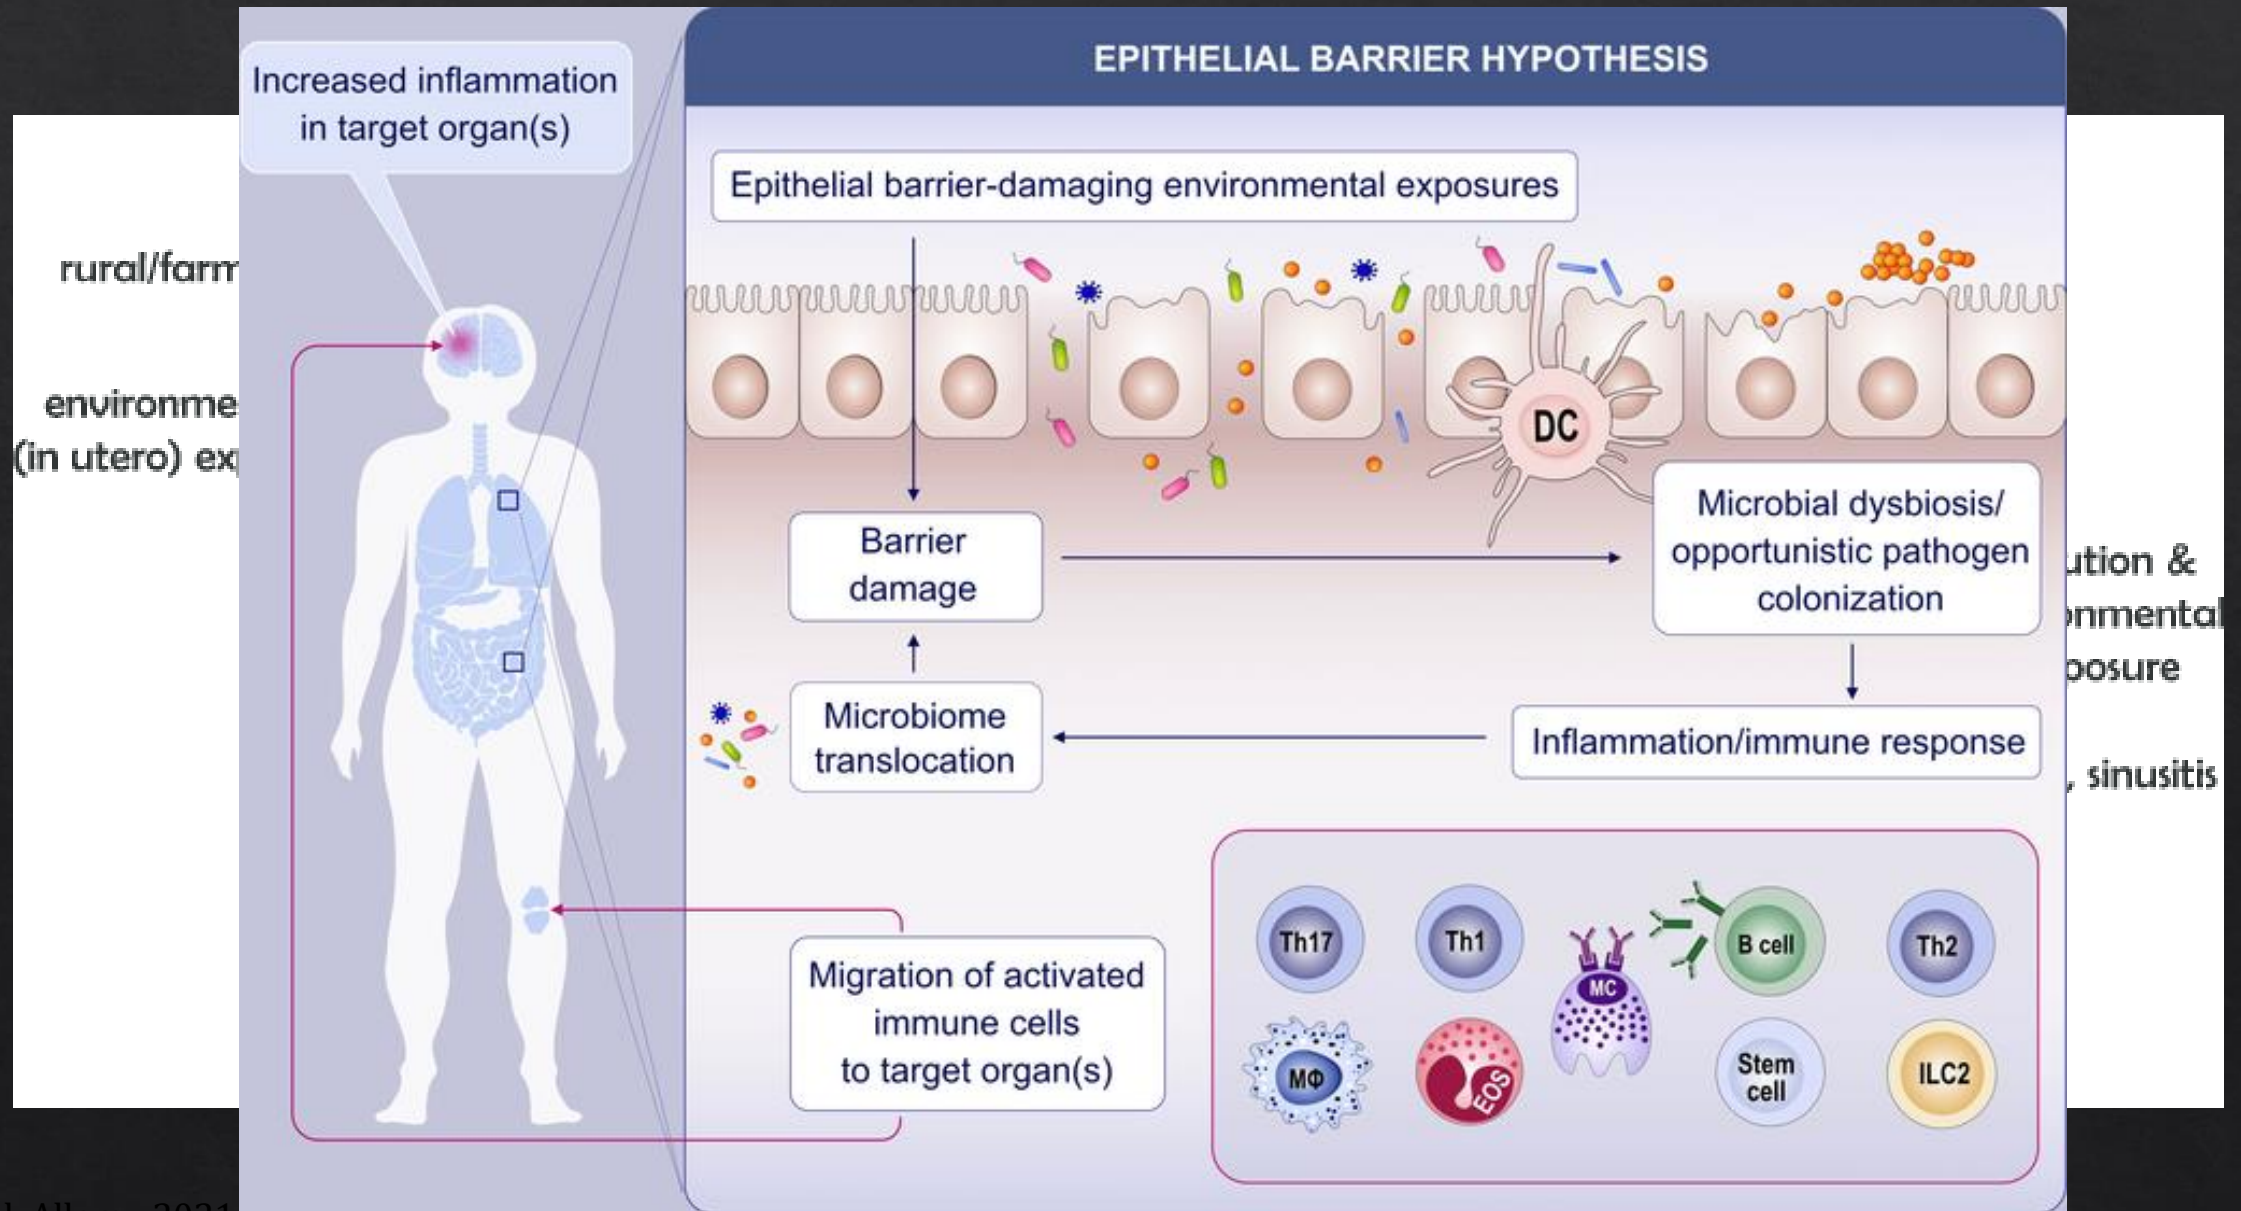 EPITHELIAL BARRIER HYPOTHESIS
Increased inflammation
in target organ(s)
Epithelial barrier-damaging environmental exposures
rural/farm
environme
(in utero) ex
DC
Barrier
damage
Microbial dysbiosis/
opportunistic pathogen
colonization
ution &
onmental
posure
, sinusitis
Microbiome
translocation
Inflammation/immune response
Migration of activated
immune cells
to target organ(s)
Th17
Th1
MC
B cell
Th2
MΦ
EOS
Stem
cell
ILC2
2021